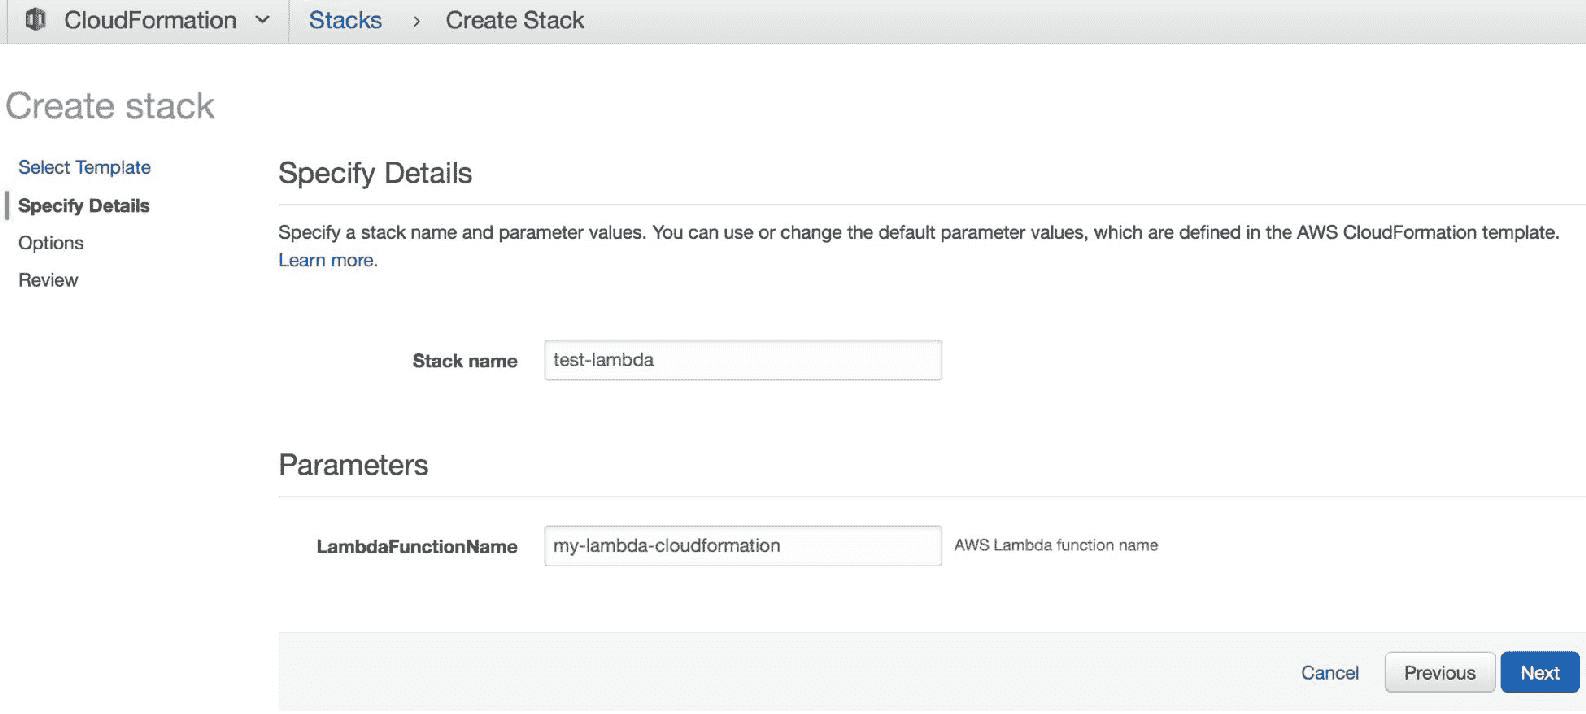 CloudFormation Stacks > Create Stack
Create stack
Select Template
Specify Details
Options
Review
Specify Details
Specify a stack name and parameter values. You can use or change the default parameter values, which are defined in the AWS CloudFormation template.
Learn more.
Stack name test-lambda
Parameters
LambdaFunctionName my-lambda-cloudformation AWS Lambda function name
Cancel Previous Next